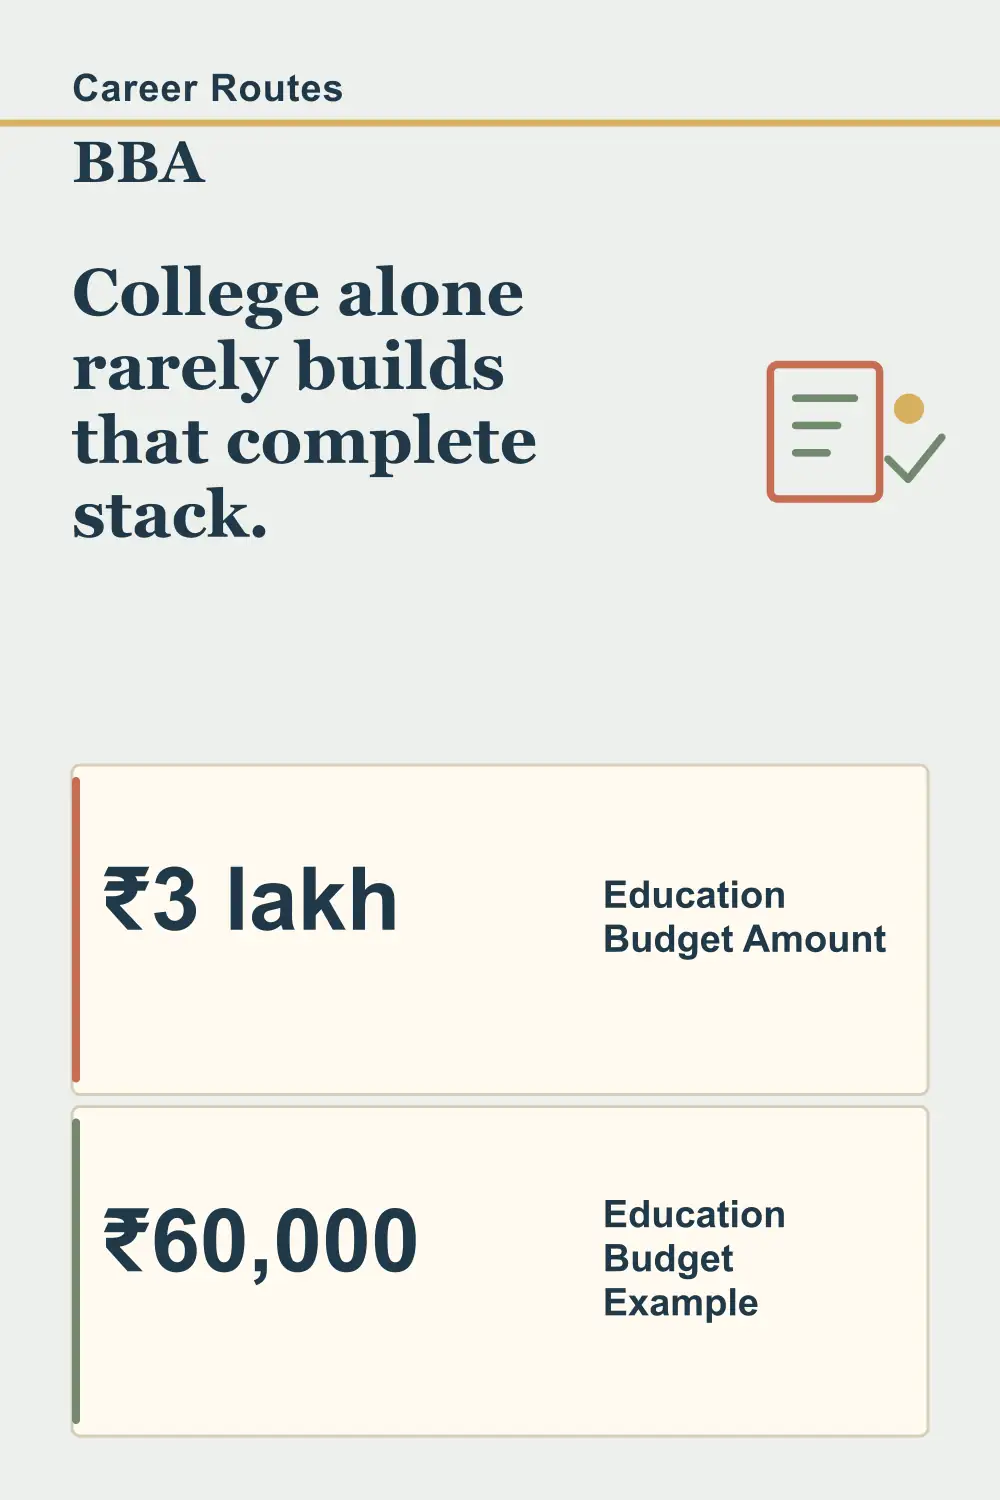 Career Routes
BBA
College alone
rarely builds
that complete
stack.
₹3 lakh
Education
Budget Amount
₹60,000
Education
Budget
Example